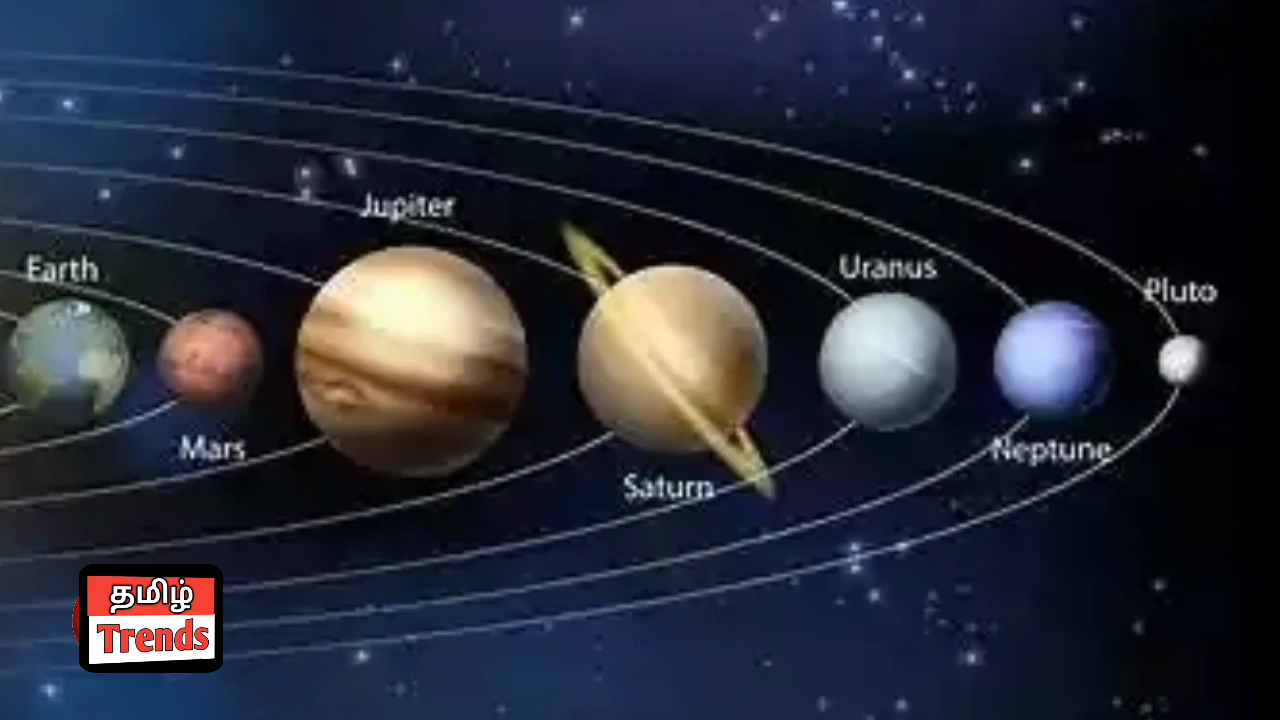 Jupiter
Earth
Uranus
Pluto
Mars
Neptune
Saturn
தமிழ்
Trends